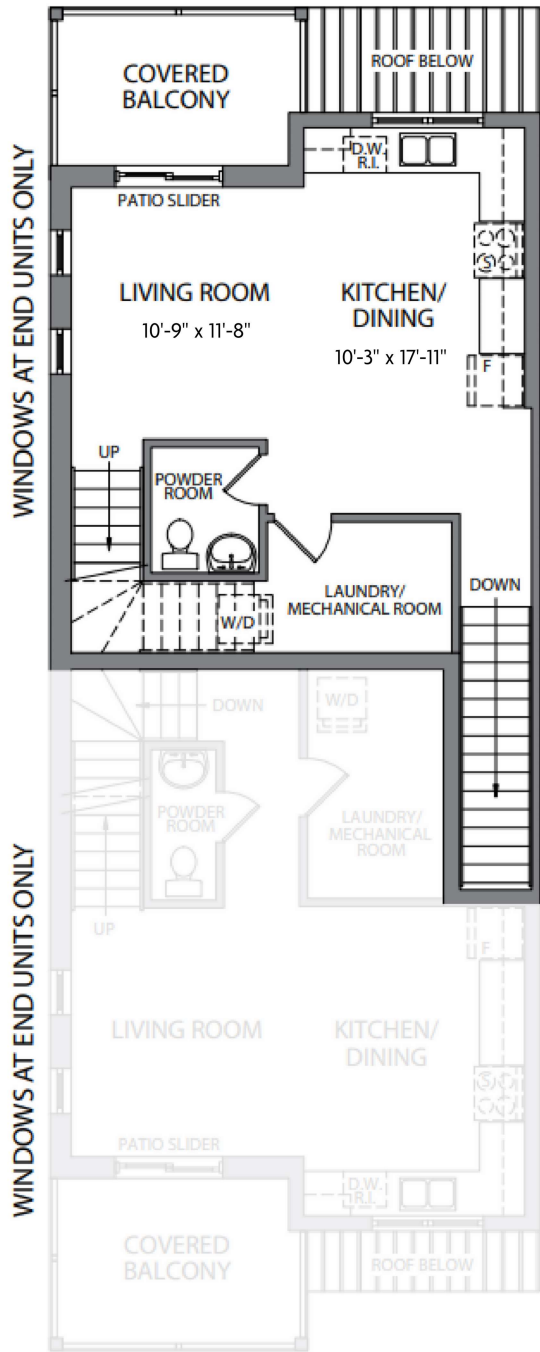 COVERED
BALCONY
ROOF BELOW
D.W.
R.I.
PATIO SLIDER
WINDOWS AT END UNITS ONLY
LIVING ROOM
10'-9" x 11'-8"
KITCHEN/
DINING
10'-3" x 17'-11"
S
F
UP
POWDER
ROOM
LAUNDRY/
MECHANICAL ROOM
W/D
DOWN
DOWN
W/D
POWDER
ROOM
LAUNDRY/
MECHANICAL
ROOM
UP
F
WINDOWS AT END UNITS ONLY
LIVING ROOM
KITCHEN/
DINING
S
PATIO SLIDER
D.W.
R.I.
COVERED
BALCONY
ROOF BELOW